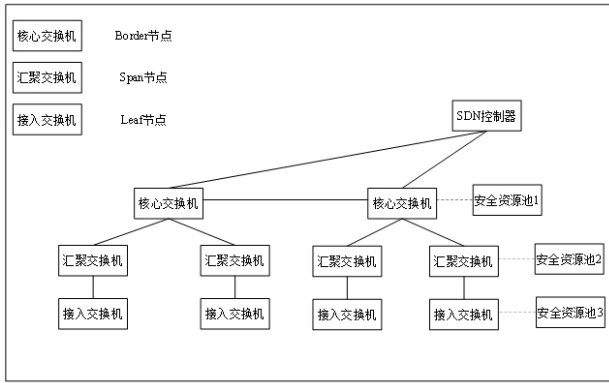 核心交换机 Border节点
汇聚交换机 Span节点
接入交换机 Leaf节点
SDN控制器
核心交换机 核心交换机 安全资源池1
汇聚交换机 汇聚交换机 汇聚交换机 汇聚交换机 安全资源池2
接入交换机 接入交换机 接入交换机 接入交换机 安全资源池3